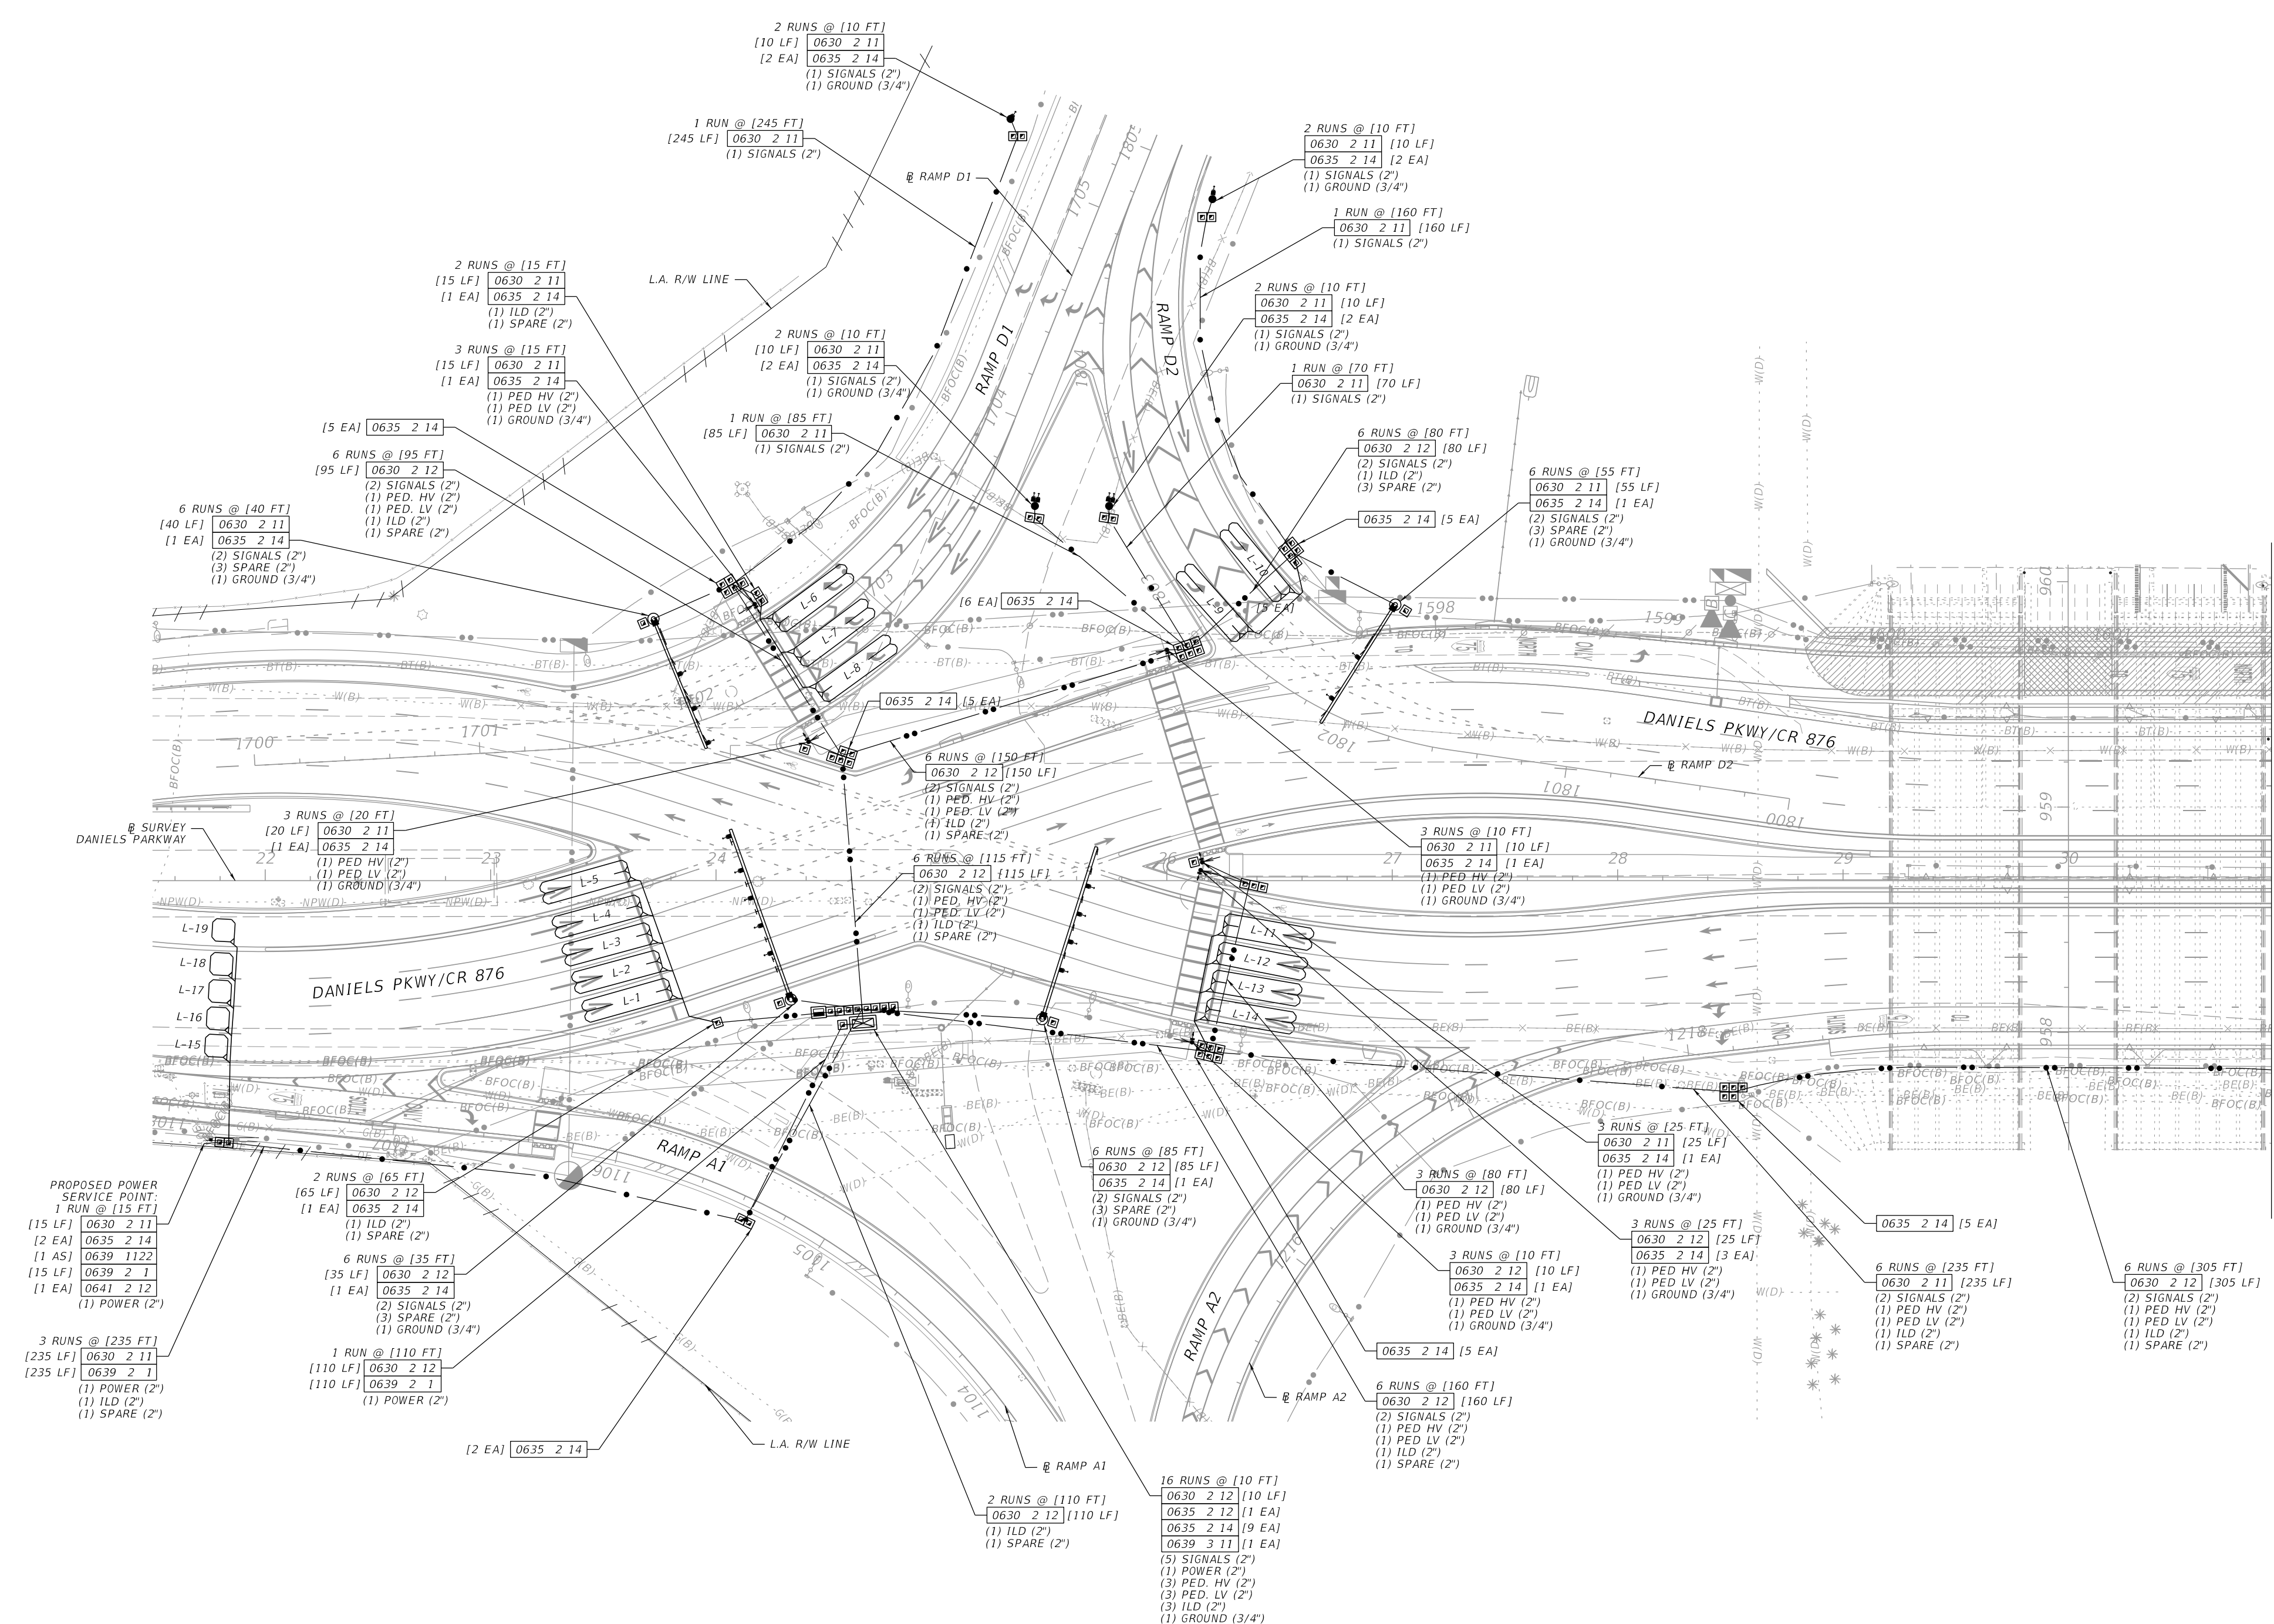 2 RUNS @ [10 FT]
[10 LF] 0630 2 11
[2 EA] 0635 2 14
(1) SIGNALS (2")
(1) GROUND (3/4")
1 RUN @ [245 FT]
[245 LF] 0630 2 11
(1) SIGNALS (2")
℄ RAMP D1
2 RUNS @ [10 FT]
0630 2 11 [10 LF]
0635 2 14 [2 EA]
(1) SIGNALS (2")
(1) GROUND (3/4")
1 RUN @ [160 FT]
0630 2 11 [160 LF]
(1) SIGNALS (2")
2 RUNS @ [15 FT]
[15 LF] 0630 2 11
[1 EA] 0635 2 14
(1) ILD (2")
(1) SPARE (2")
L.A. R/W LINE
2 RUNS @ [10 FT]
0630 2 11 [10 LF]
0635 2 14 [2 EA]
(1) SIGNALS (2")
(1) GROUND (3/4")
3 RUNS @ [15 FT]
[15 LF] 0630 2 11
[1 EA] 0635 2 14
(1) PED HV (2")
(1) PED LV (2")
(1) GROUND (3/4")
2 RUNS @ [10 FT]
[10 LF] 0630 2 11
[2 EA] 0635 2 14
(1) SIGNALS (2")
(1) GROUND (3/4")
RAMP D1
RAMP D2
1705
1704
1804
1 RUN @ [70 FT]
0630 2 11 [70 LF]
(1) SIGNALS (2")
1 RUN @ [85 FT]
[85 LF] 0630 2 11
(1) SIGNALS (2")
[5 EA] 0635 2 14
6 RUNS @ [95 FT]
[95 LF] 0630 2 12
(2) SIGNALS (2")
(1) PED. HV (2")
(1) PED. LV (2")
(1) ILD (2")
(1) SPARE (2")
6 RUNS @ [80 FT]
0630 2 12 [80 LF]
(2) SIGNALS (2")
(1) ILD (2")
(3) SPARE (2")
6 RUNS @ [55 FT]
0630 2 11 [55 LF]
0635 2 14 [1 EA]
(2) SIGNALS (2")
(3) SPARE (2")
(1) GROUND (3/4")
6 RUNS @ [40 FT]
[40 LF] 0630 2 11
[1 EA] 0635 2 14
(2) SIGNALS (2")
(3) SPARE (2")
(1) GROUND (3/4")
0635 2 14 [5 EA]
[6 EA] 0635 2 14
[5 EA]
L-6
L-7
L-8
L-9
L-10
1598
1599
960
1700
1701
0635 2 14 [5 EA]
DANIELS PKWY/CR 876
℄ RAMP D2
1802
1801
1800
959
6 RUNS @ [150 FT]
0630 2 12 [150 LF]
(2) SIGNALS (2")
(1) PED. HV (2")
(1) PED. LV (2")
(1) ILD (2")
(1) SPARE (2")
℄ SURVEY
DANIELS PARKWAY
3 RUNS @ [20 FT]
[20 LF] 0630 2 11
[1 EA] 0635 2 14
(1) PED HV (2")
(1) PED LV (2")
(1) GROUND (3/4")
22
23
24
26
27
28
29
30
6 RUNS @ [115 FT]
0630 2 12 [115 LF]
(2) SIGNALS (2")
(1) PED. HV (2")
(1) PED. LV (2")
(1) ILD (2")
(1) SPARE (2")
3 RUNS @ [10 FT]
0630 2 11 [10 LF]
0635 2 14 [1 EA]
(1) PED HV (2")
(1) PED LV (2")
(1) GROUND (3/4")
NPW(D)
L-5
L-4
L-3
L-2
L-1
L-19
L-18
L-17
L-16
L-15
L-11
L-12
L-13
L-14
DANIELS PKWY/CR 876
1218
958
RAMP A1
1106
1105
1104
RAMP A2
1216
PROPOSED POWER
SERVICE POINT:
1 RUN @ [15 FT]
[15 LF] 0630 2 11
[2 EA] 0635 2 14
[1 AS] 0639 1122
[15 LF] 0639 2 1
[1 EA] 0641 2 12
(1) POWER (2")
2 RUNS @ [65 FT]
[65 LF] 0630 2 12
[1 EA] 0635 2 14
(1) ILD (2")
(1) SPARE (2")
6 RUNS @ [35 FT]
[35 LF] 0630 2 12
[1 EA] 0635 2 14
(2) SIGNALS (2")
(3) SPARE (2")
(1) GROUND (3/4")
3 RUNS @ [235 FT]
[235 LF] 0630 2 11
[235 LF] 0639 2 1
(1) POWER (2")
(1) ILD (2")
(1) SPARE (2")
1 RUN @ [110 FT]
[110 LF] 0630 2 12
[110 LF] 0639 2 1
(1) POWER (2")
6 RUNS @ [85 FT]
0630 2 12 [85 LF]
0635 2 14 [1 EA]
(2) SIGNALS (2")
(3) SPARE (2")
(1) GROUND (3/4")
3 RUNS @ [25 FT]
0630 2 11 [25 LF]
0635 2 14 [1 EA]
(1) PED HV (2")
(1) PED LV (2")
(1) GROUND (3/4")
3 RUNS @ [80 FT]
0630 2 12 [80 LF]
(1) PED HV (2")
(1) PED LV (2")
(1) GROUND (3/4")
3 RUNS @ [25 FT]
0630 2 12 [25 LF]
0635 2 14 [3 EA]
(1) PED HV (2")
(1) PED LV (2")
(1) GROUND (3/4")
0635 2 14 [5 EA]
3 RUNS @ [10 FT]
0630 2 12 [10 LF]
0635 2 14 [1 EA]
(1) PED HV (2")
(1) PED LV (2")
(1) GROUND (3/4")
6 RUNS @ [235 FT]
0630 2 11 [235 LF]
(2) SIGNALS (2")
(1) PED HV (2")
(1) PED LV (2")
(1) ILD (2")
(1) SPARE (2")
6 RUNS @ [305 FT]
0630 2 12 [305 LF]
(2) SIGNALS (2")
(1) PED HV (2")
(1) PED LV (2")
(1) ILD (2")
(1) SPARE (2")
0635 2 14 [5 EA]
6 RUNS @ [160 FT]
0630 2 12 [160 LF]
(2) SIGNALS (2")
(1) PED HV (2")
(1) PED LV (2")
(1) ILD (2")
(1) SPARE (2")
℄ RAMP A2
[2 EA] 0635 2 14
L.A. R/W LINE
℄ RAMP A1
2 RUNS @ [110 FT]
0630 2 12 [110 LF]
(1) ILD (2")
(1) SPARE (2")
16 RUNS @ [10 FT]
0630 2 12 [10 LF]
0635 2 12 [1 EA]
0635 2 14 [9 EA]
0639 3 11 [1 EA]
(5) SIGNALS (2")
(1) POWER (2")
(3) PED. HV (2")
(3) PED. LV (2")
(3) ILD (2")
(1) GROUND (3/4")